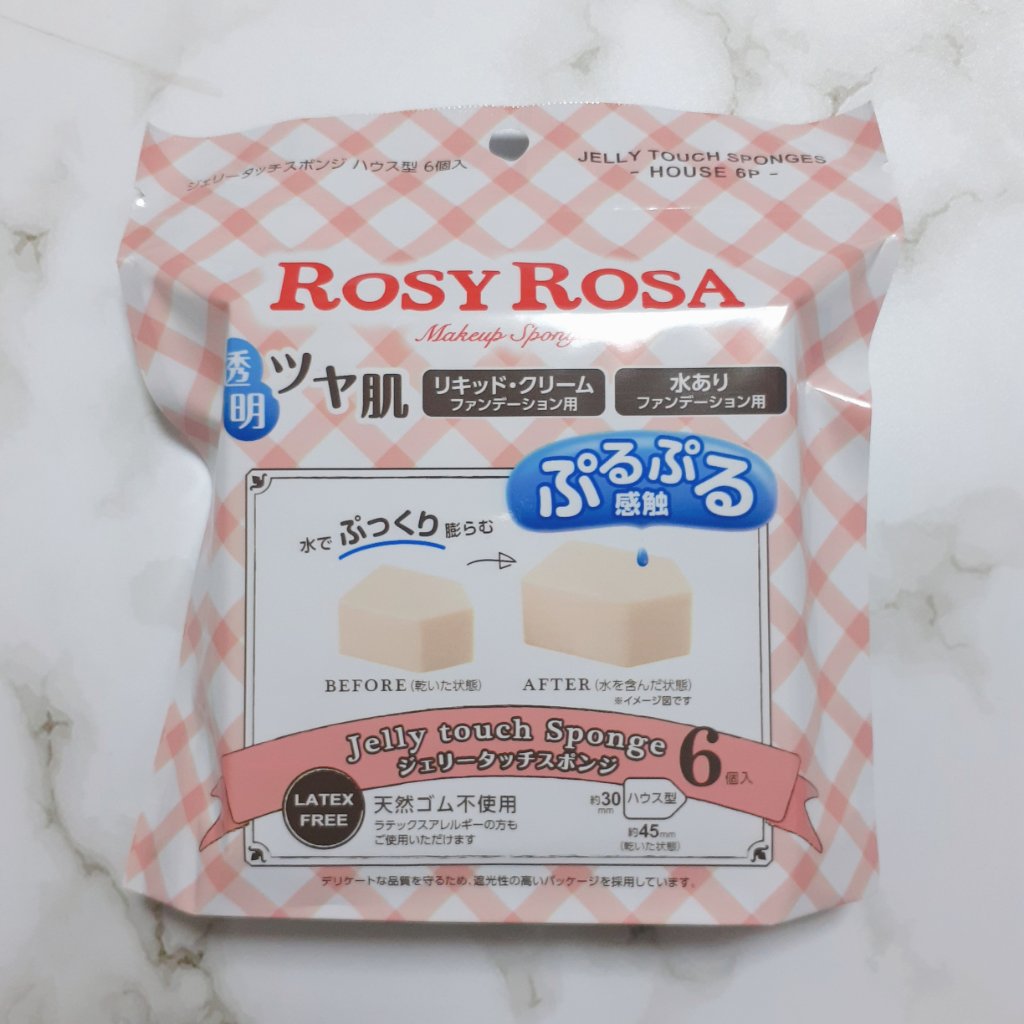 ジェリータッチスポンジ ハウス型 6個入
JELLY TOUCH SPONGES
- HOUSE 6P -
ROSY ROSA
Makeup
透明
ツヤ肌
リキッド・クリーム
ファンデーション用
水あり
ファンデーション用
ぷるぷる
感触
水で ぷっくり 膨らむ
BEFORE (乾いた状態)
AFTER (水を含んだ状態)
※イメージ図です
Jelly touch Sponge
ジェリータッチスポンジ
6個入
LATEX
FREE
天然ゴム不使用
ラテックスアレルギーの方も
ご使用いただけます
約30mm
ハウス型
約45mm
(乾いた状態)
デリケートな品質を守るため、遮光性の高いパッケージを採用しています。